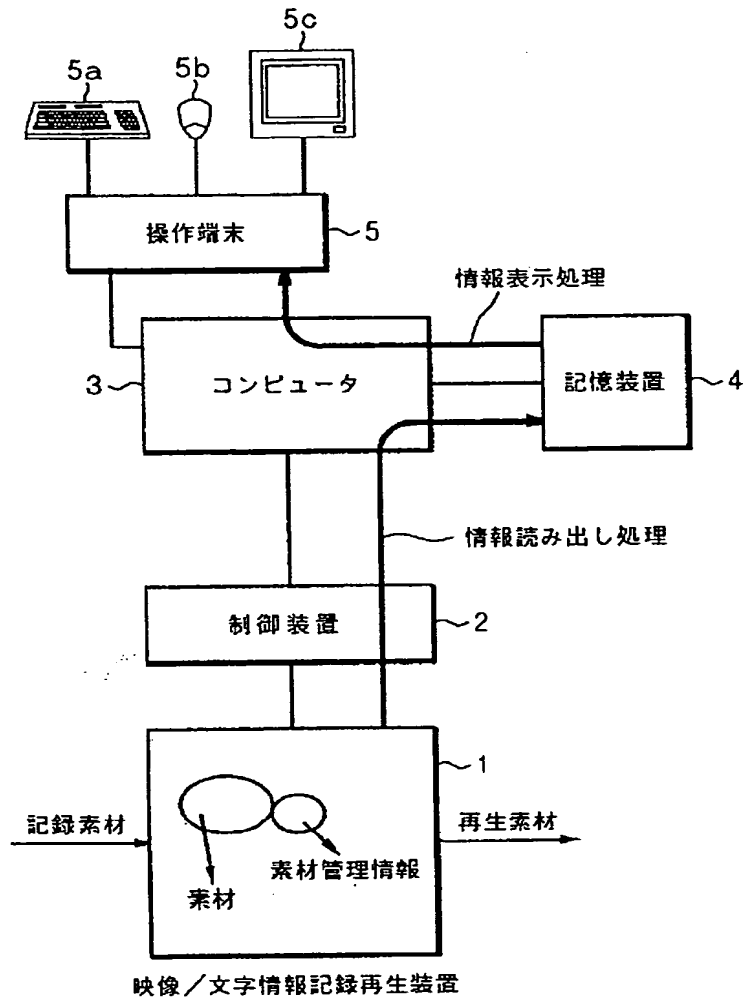 5c
5a
5b
操作端末
5
情報表示処理
3
コンピュータ
記憶装置
4
情報読み出し処理
制御装置
2
1
記録素材
再生素材
素材管理情報
素材
映像/文字情報記録再生装置